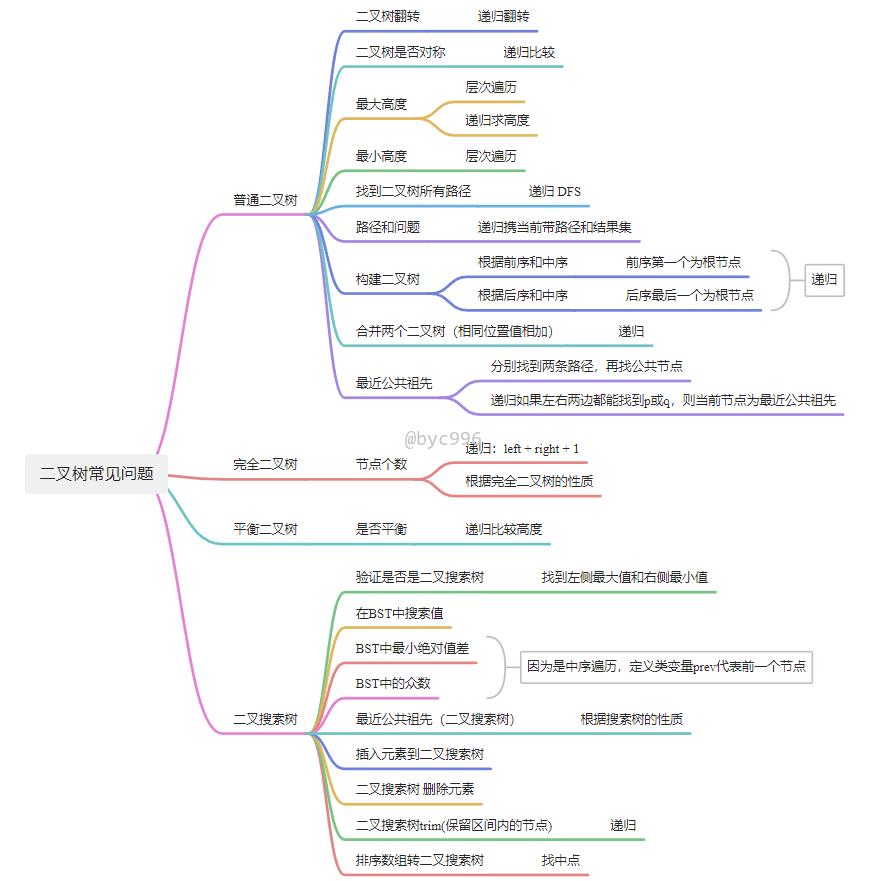 二叉树常见问题
普通二叉树
二叉树翻转
递归翻转
二叉树是否对称
递归比较
最大高度
层次遍历
递归求高度
最小高度
层次遍历
找到二叉树所有路径
递归 DFS
路径和问题
递归携当前带路径和结果集
构建二叉树
根据前序和中序
前序第一个为根节点
根据后序和中序
后序最后一个为根节点
递归
合并两个二叉树（相同位置值相加）
递归
最近公共祖先
分别找到两条路径，再找公共节点
递归如果左右两边都能找到p或q，则当前节点为最近公共祖先
@byc996
完全二叉树
节点个数
递归：left + right + 1
根据完全二叉树的性质
平衡二叉树
是否平衡
递归比较高度
二叉搜索树
验证是否是二叉搜索树
找到左侧最大值和右侧最小值
在BST中搜索值
BST中最小绝对值差
BST中的众数
因为是中序遍历，定义类变量prev代表前一个节点
最近公共祖先（二叉搜索树）
根据搜索树的性质
插入元素到二叉搜索树
二叉搜索树 删除元素
二叉搜索树trim(保留区间内的节点)
递归
排序数组转二叉搜索树
找中点